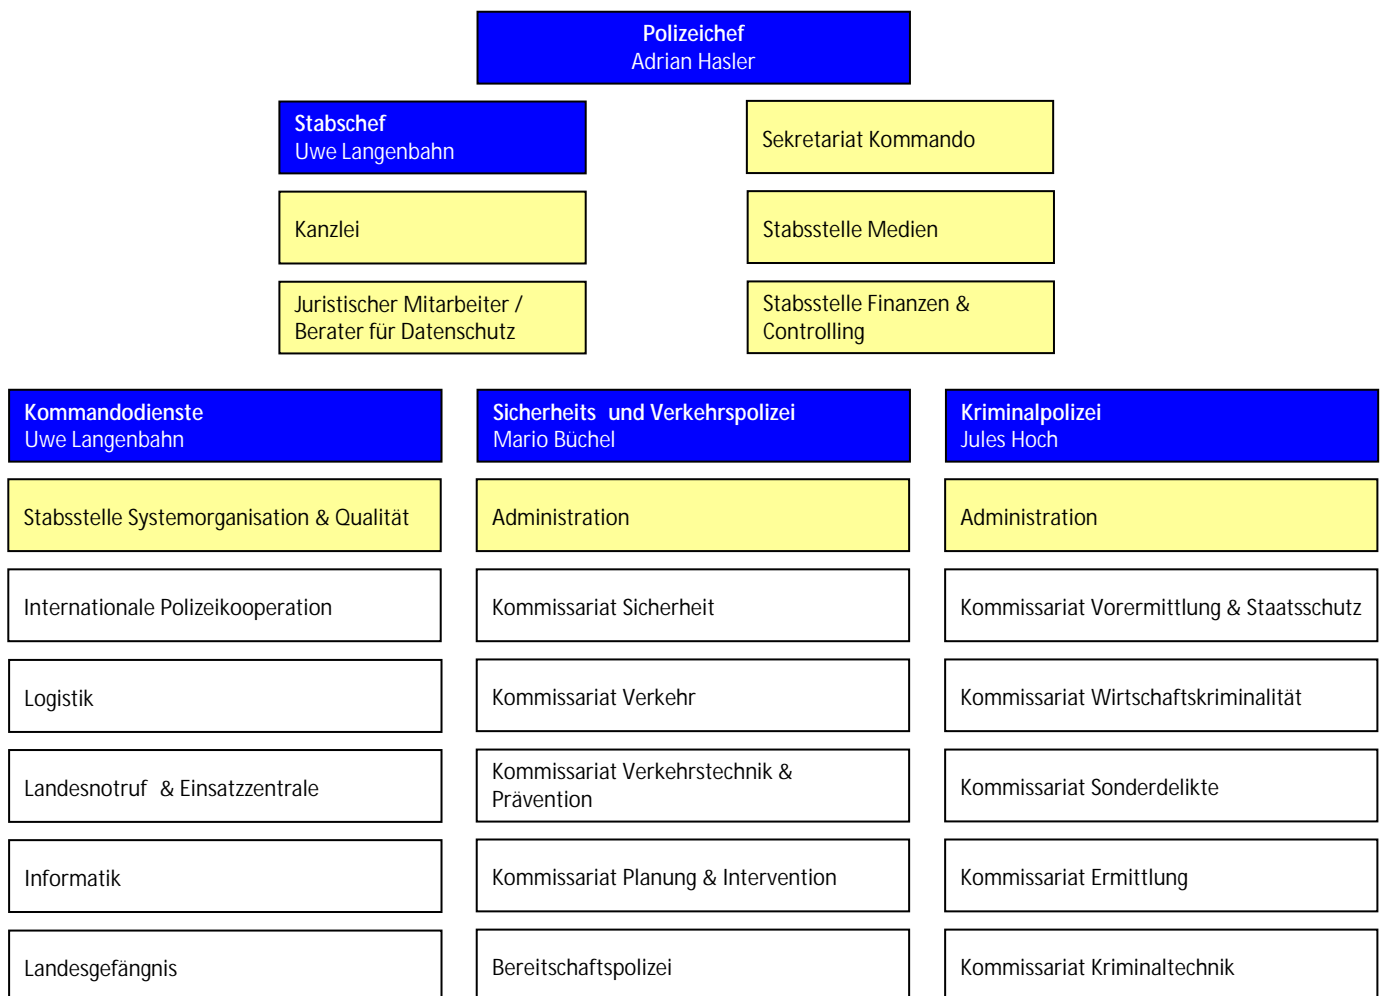 Polizeichef
Adrian Hasler
Stabschef
Uwe Langenbahn
Sekretariat Kommando
Kanzlei
Stabsstelle Medien
Juristischer Mitarbeiter /
Berater für Datenschutz
Stabsstelle Finanzen &
Controlling
Kommandodienste
Uwe Langenbahn
Sicherheits und Verkehrspolizei
Mario Büchel
Kriminalpolizei
Jules Hoch
Stabsstelle Systemorganisation & Qualität
Administration
Administration
Internationale Polizeikooperation
Kommissariat Sicherheit
Kommissariat Vorermittlung & Staatsschutz
Logistik
Kommissariat Verkehr
Kommissariat Wirtschaftskriminalität
Landesnotruf & Einsatzzentrale
Kommissariat Verkehrstechnik &
Prävention
Kommissariat Sonderdelikte
Informatik
Kommissariat Planung & Intervention
Kommissariat Ermittlung
Landesgefängnis
Bereitschaftspolizei
Kommissariat Kriminaltechnik